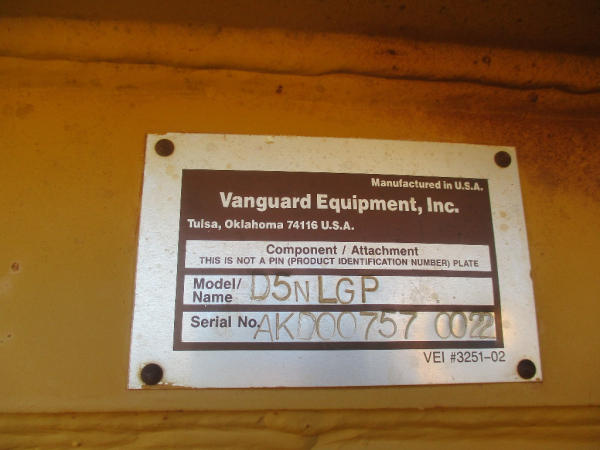 Manufactured in U.S.A.
Vanguard Equipment, Inc.
Tulsa, Oklahoma 74116 U.S.A.
Component / Attachment
THIS IS NOT A PIN (PRODUCT IDENTIFICATION NUMBER) PLATE
Model/ Name D5N LGP
Serial No. AKD00757 0022
VEI #3251-02